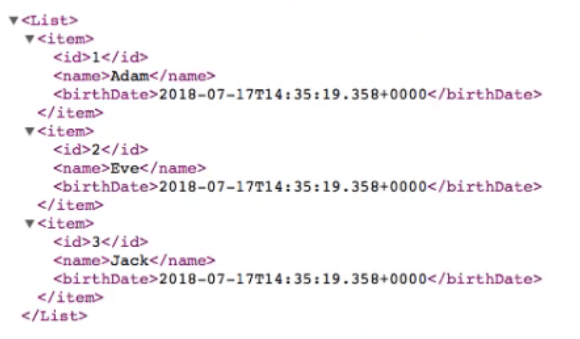 <List>
<item>
<id>1</id>
<name>Adam</name>
<birthDate>2018-07-17T14:35:19.358+0000</birthDate>
</item>
<item>
<id>2</id>
<name>Eve</name>
<birthDate>2018-07-17T14:35:19.358+0000</birthDate>
</item>
<item>
<id>3</id>
<name>Jack</name>
<birthDate>2018-07-17T14:35:19.358+0000</birthDate>
</item>
</List>